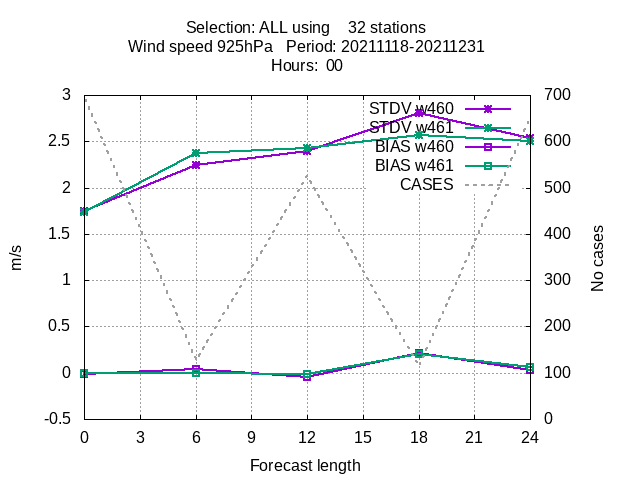 Selection: ALL using 32 stations
Wind speed 925hPa Period: 20211118-20211231
Hours: 00
STDV w460
STDV w461
BIAS w460
BIAS w461
CASES
3
2.5
2
1.5
1
0.5
0
-0.5
700
600
500
400
300
200
100
0
m/s
No cases
0 3 6 9 12 15 18 21 24
Forecast length